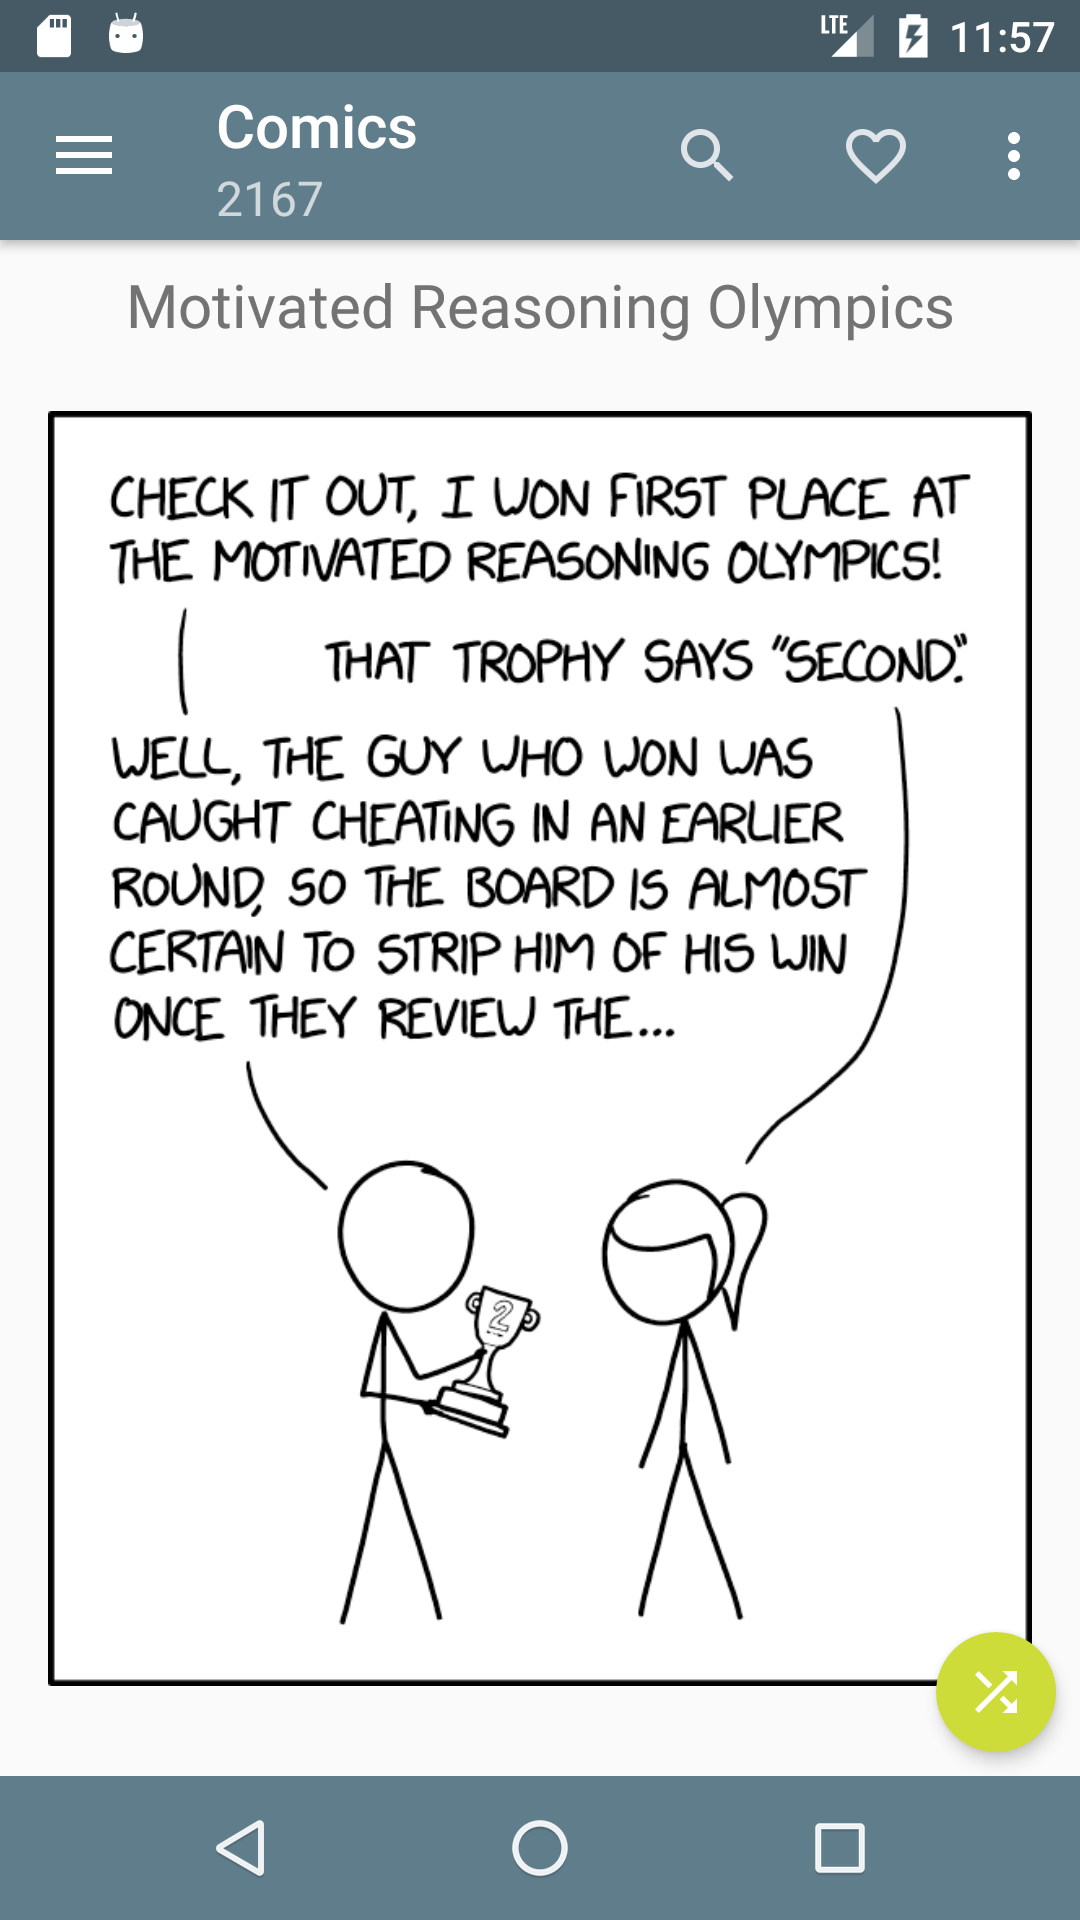 LTE 11:57
Comics
2167
Motivated Reasoning Olympics
CHECK IT OUT, I WON FIRST PLACE AT
THE MOTIVATED REASONING OLYMPICS!
THAT TROPHY SAYS "SECOND."
WELL, THE GUY WHO WON WAS
CAUGHT CHEATING IN AN EARLIER
ROUND, SO THE BOARD IS ALMOST
CERTAIN TO STRIP HIM OF HIS WIN
ONCE THEY REVIEW THE...
2